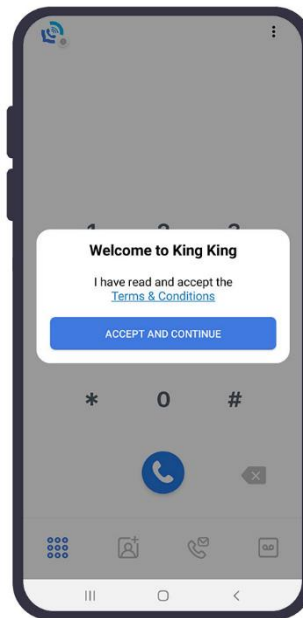 Welcome to King King
I have read and accept the
Terms & Conditions
ACCEPT AND CONTINUE
* 0 #